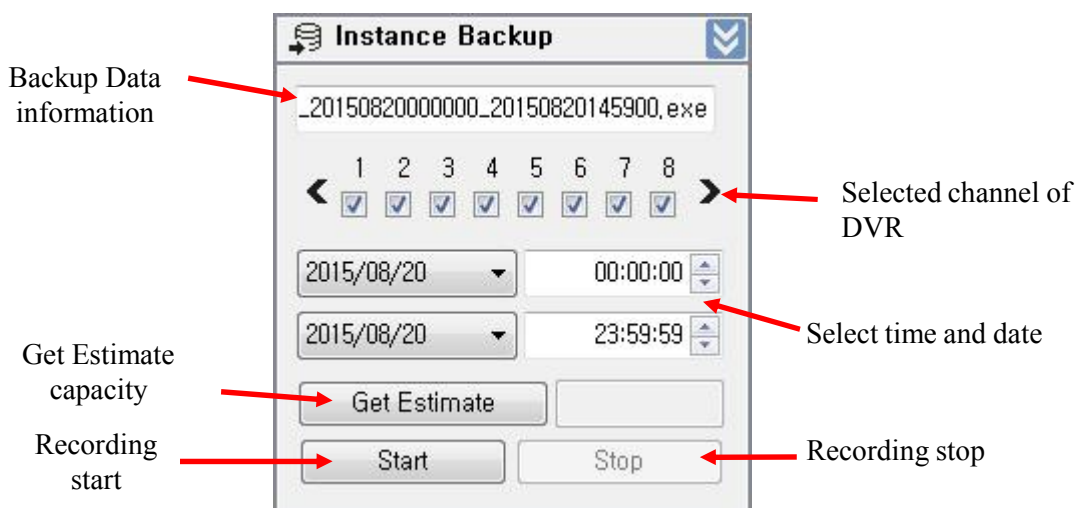 Instance Backup
Backup Data
information
_20150820000000_20150820145900.exe
1 2 3 4 5 6 7 8
Selected channel of
DVR
2015/08/20 00:00:00
2015/08/20 23:59:59
Select time and date
Get Estimate
capacity
Get Estimate
Recording
start
Start Stop
Recording stop